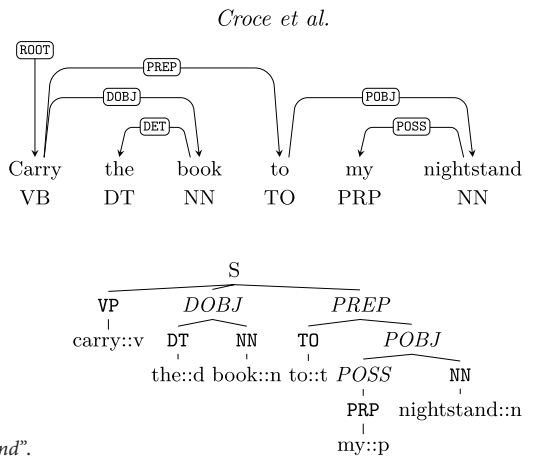 Croce et al.
ROOT
PREP
DOBJ POBJ
DET POSS
Carry the book to my nightstand
VB DT NN TO PRP NN
S
VP DOBJ PREP
carry::v DT NN TO POBJ
the::d book::n to::t POSS NN
PRP nightstand::n
my::p
nd”.